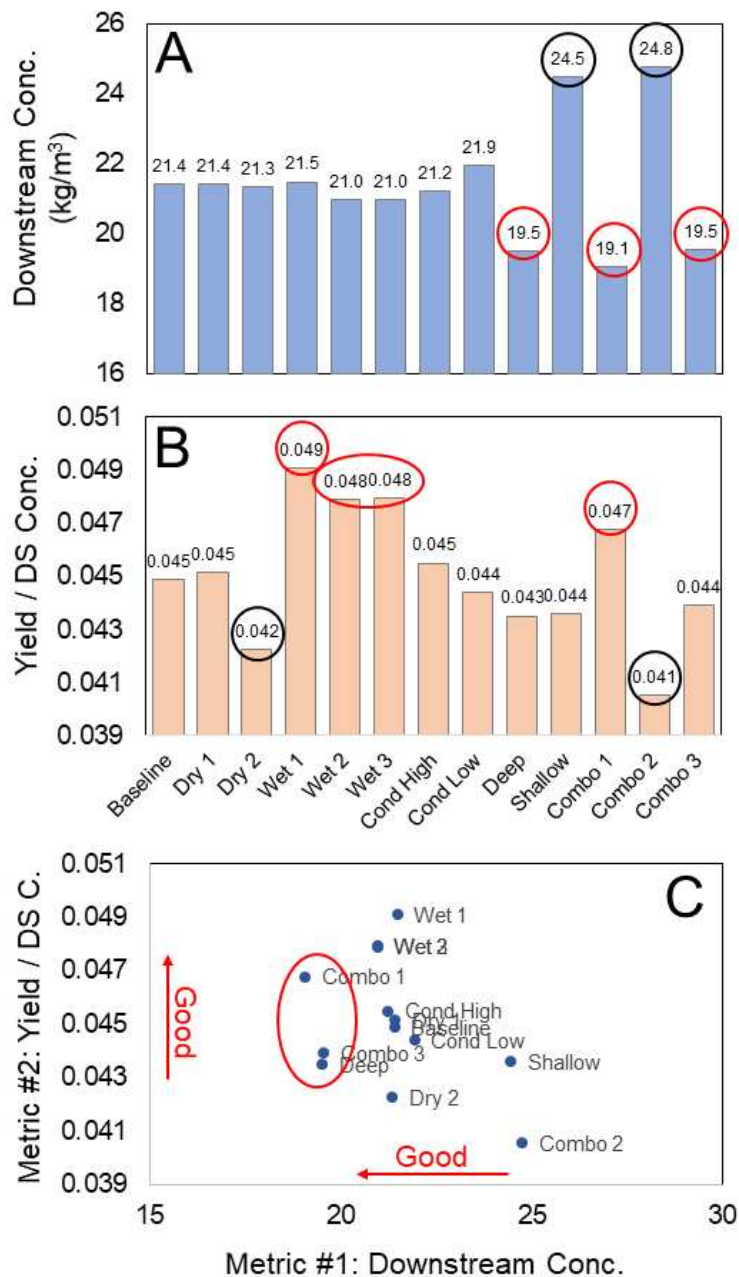 A
Downstream Conc.
(kg/m³)
26
24
22
20
18
16
21.4 21.4 21.3 21.5 21.0 21.0 21.2 21.9 19.5 24.5 19.1 24.8 19.5
B
Yield / DS Conc.
0.051
0.049
0.047
0.045
0.043
0.041
0.039
0.045 0.045 0.042 0.049 0.048 0.048 0.045 0.044 0.043 0.044 0.047 0.041 0.044
Baseline
Dry 1
Dry 2
Wet 1
Wet 2
Wet 3
Cond High
Cond Low
Deep
Shallow
Combo 1
Combo 2
Combo 3
C
Metric #2: Yield / DS C.
0.051
0.049
0.047
0.045
0.043
0.041
0.039
Good
Wet 1
Wet
Combo 1
Cond High
Dry 1
Baseline
Cond Low
Combo 3
Deep
Shallow
Dry 2
Combo 2
Good
15 20 25 30
Metric #1: Downstream Conc.